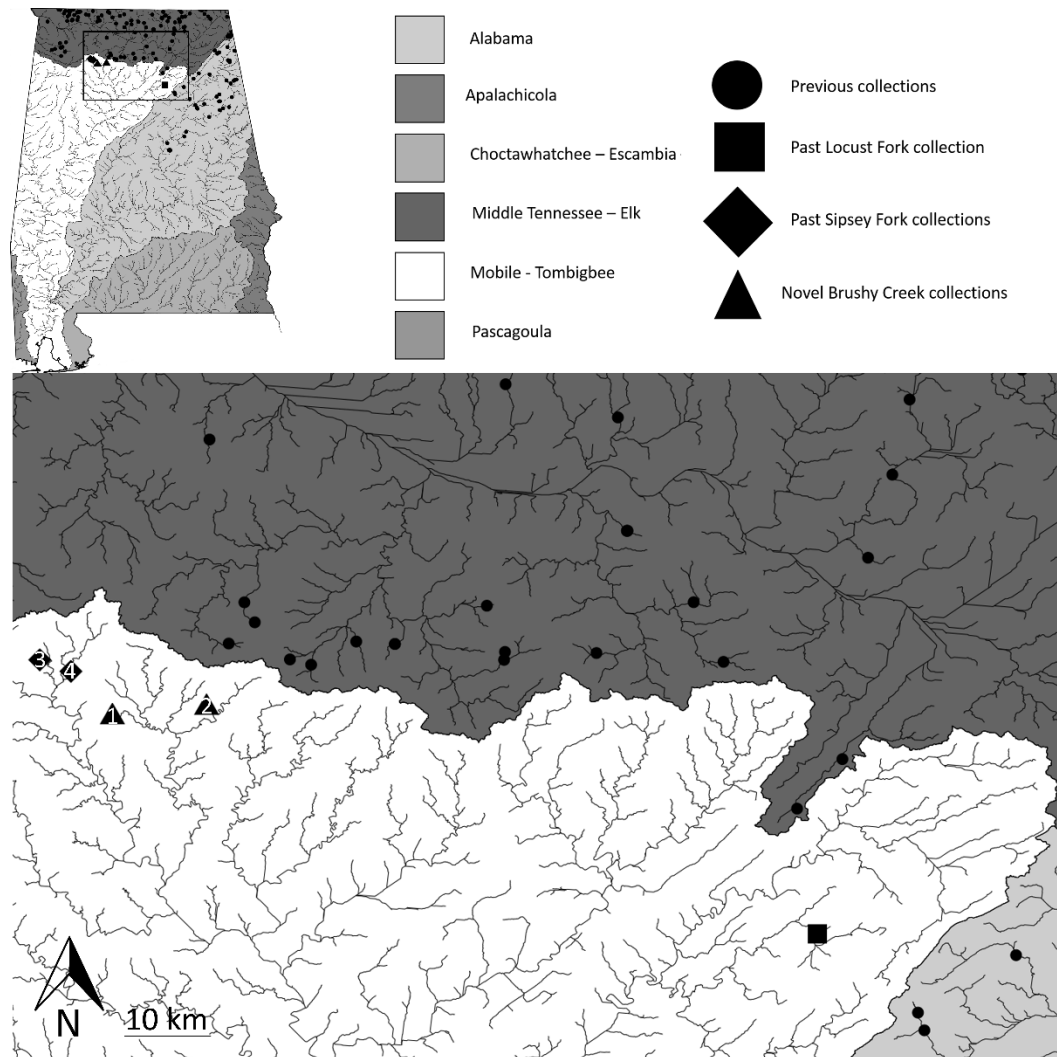 Alabama
Apalachicola
Choctawhatchee – Escambia
Middle Tennessee – Elk
Mobile - Tombigbee
Pascagoula
Previous collections
Past Locust Fork collection
Past Sipsey Fork collections
Novel Brushy Creek collections
3
4
1
2
N
10 km